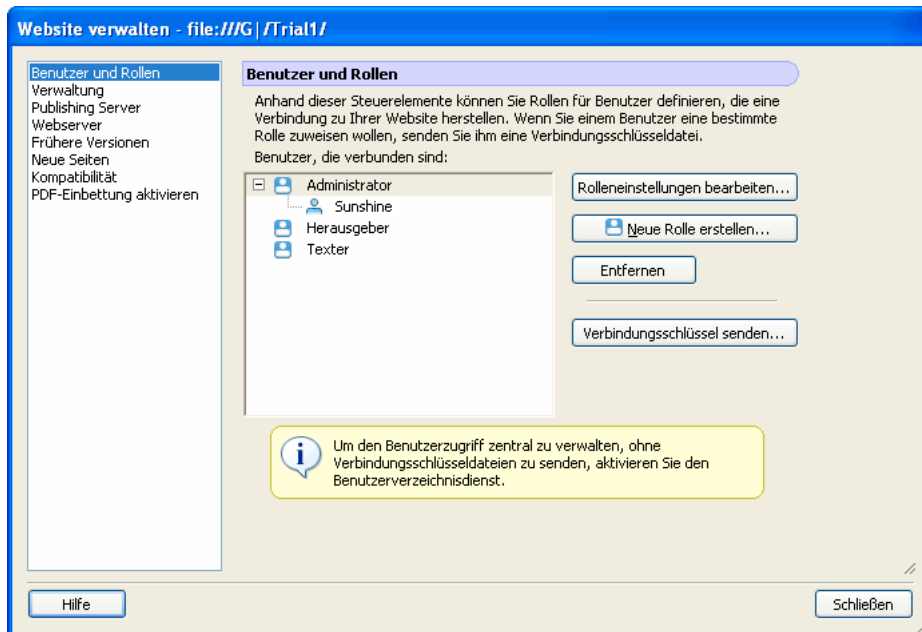 Website verwalten - file:///G|/Trial1/
Benutzer und Rollen
Verwaltung
Publishing Server
Webserver
Frühere Versionen
Neue Seiten
Kompatibilität
PDF-Einbettung aktivieren
Benutzer und Rollen
Anhand dieser Steuerelemente können Sie Rollen für Benutzer definieren, die eine
Verbindung zu Ihrer Website herstellen. Wenn Sie einem Benutzer eine bestimmte
Rolle zuweisen wollen, senden Sie ihm eine Verbindungsschlüsseldatei.
Benutzer, die verbunden sind:
Administrator
Sunshine
Herausgeber
Texter
Rolleneinstellungen bearbeiten...
Neue Rolle erstellen...
Entfernen
Verbindungsschlüssel senden...
Um den Benutzerzugriff zentral zu verwalten, ohne
Verbindungsschlüsseldateien zu senden, aktivieren Sie den
Benutzerverzeichnisdienst.
Hilfe
Schließen